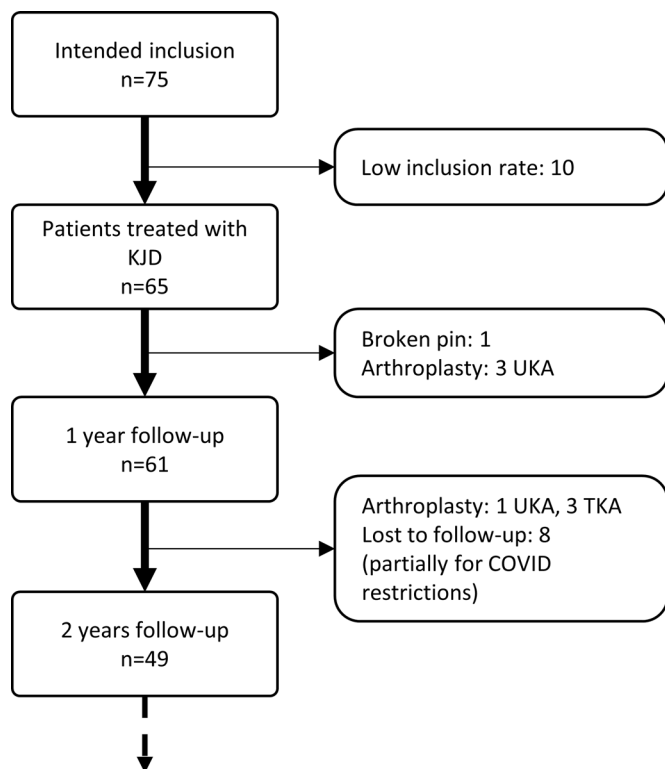 Intended inclusion
n=75
Low inclusion rate: 10
Patients treated with
KJD
n=65
Broken pin: 1
Arthroplasty: 3 UKA
1 year follow-up
n=61
Arthroplasty: 1 UKA, 3 TKA
Lost to follow-up: 8
(partially for COVID
restrictions)
2 years follow-up
n=49